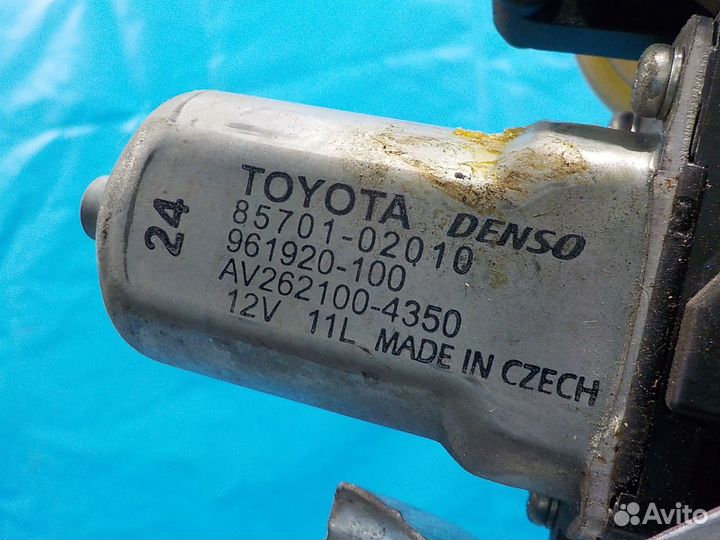 24
TOYOTA DENSO
85701-02010
961920-100
AV262100-4350
12V 11L MADE IN CZECH
Avito